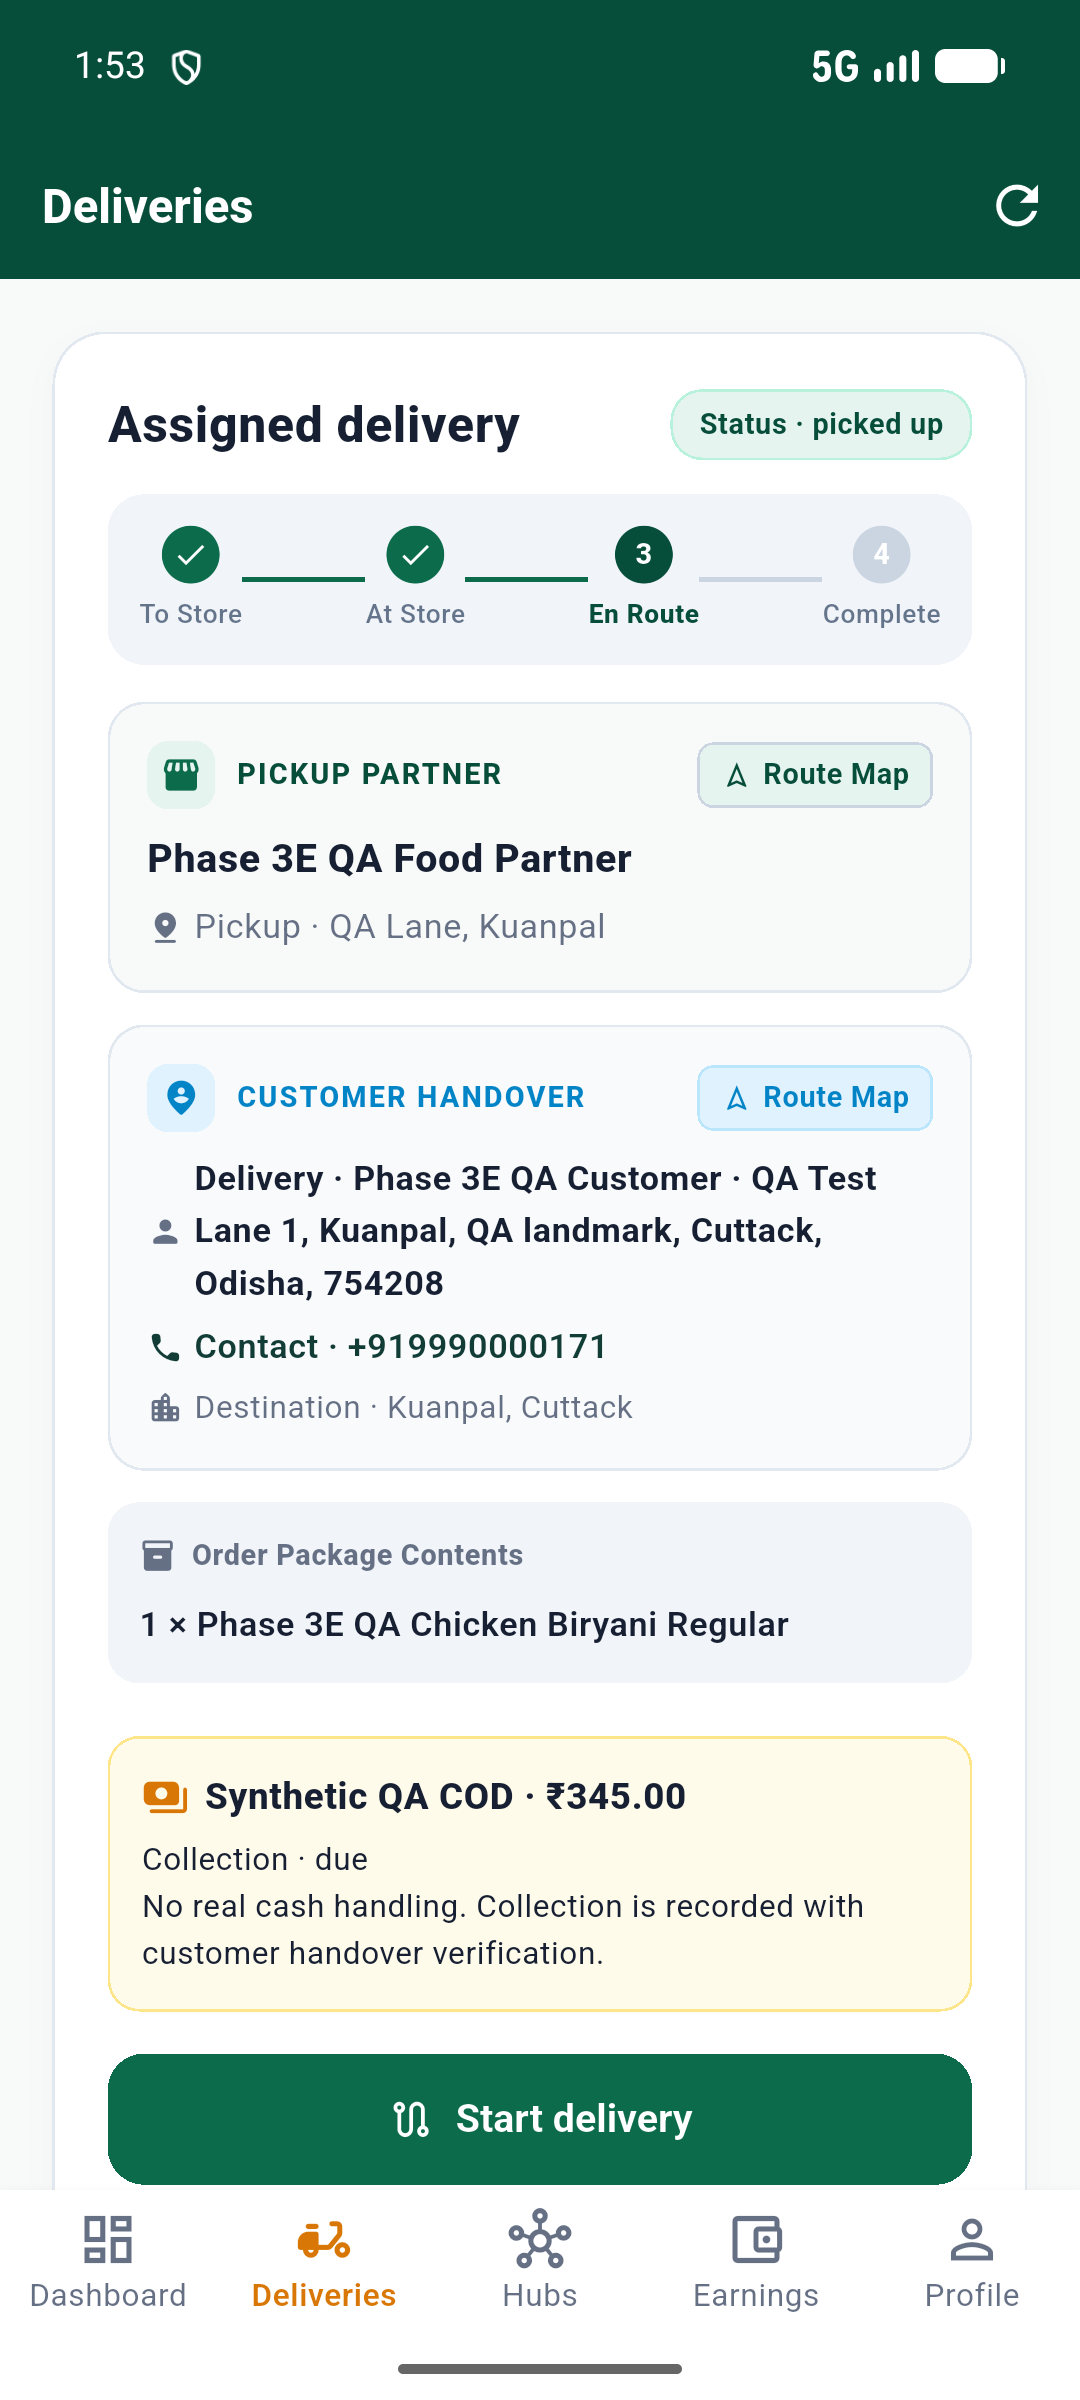 1:53
5G
Deliveries
Assigned delivery
Status · picked up
3
4
To Store
At Store
En Route
Complete
PICKUP PARTNER
Route Map
Phase 3E QA Food Partner
Pickup · QA Lane, Kuanpal
CUSTOMER HANDOVER
Route Map
Delivery · Phase 3E QA Customer · QA Test
Lane 1, Kuanpal, QA landmark, Cuttack,
Odisha, 754208
Contact · +919990000171
Destination · Kuanpal, Cuttack
Order Package Contents
1 × Phase 3E QA Chicken Biryani Regular
Synthetic QA COD · ₹345.00
Collection · due
No real cash handling. Collection is recorded with
customer handover verification.
Start delivery
Dashboard
Deliveries
Hubs
Earnings
Profile